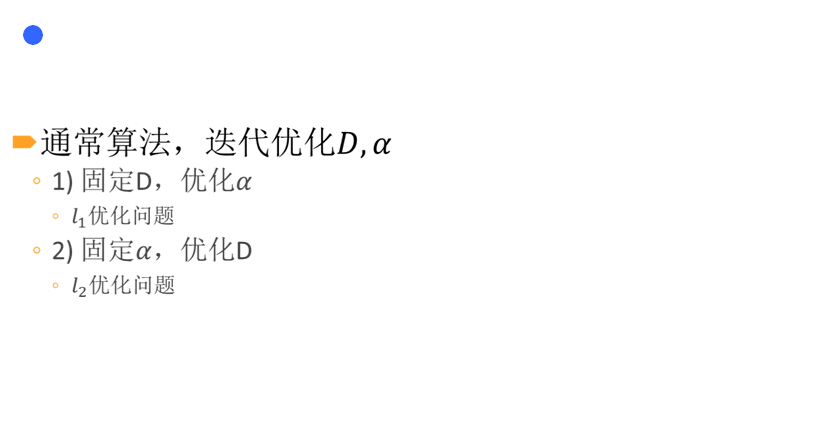 通常算法，迭代优化D, α
1) 固定D，优化α
l₁优化问题
2) 固定α，优化D
l₂优化问题